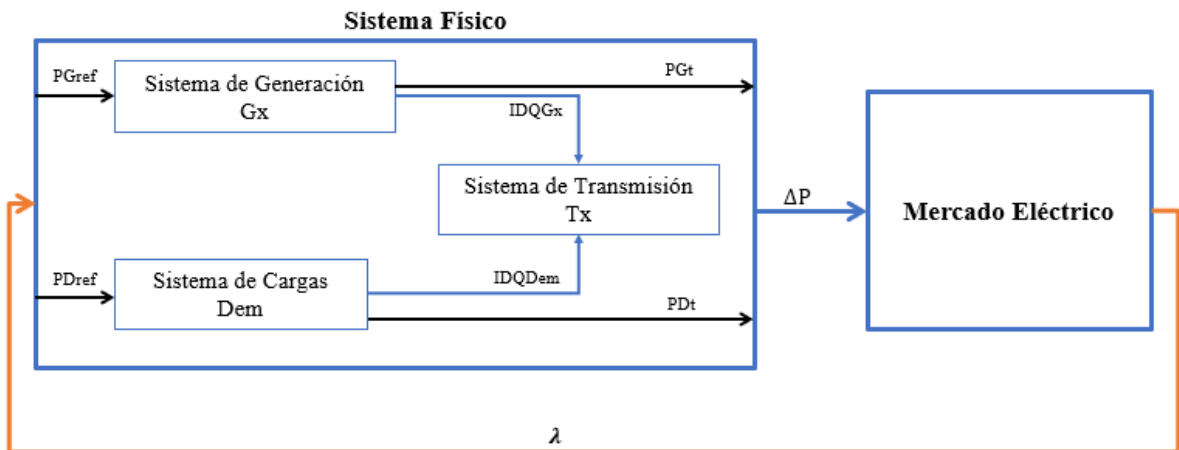 Sistema Físico
PGref
Sistema de Generación
Gx
PGt
IDQGx
Sistema de Transmisión
Tx
ΔP
Mercado Eléctrico
PDref
Sistema de Cargas
Dem
IDQDem
PDt
λ